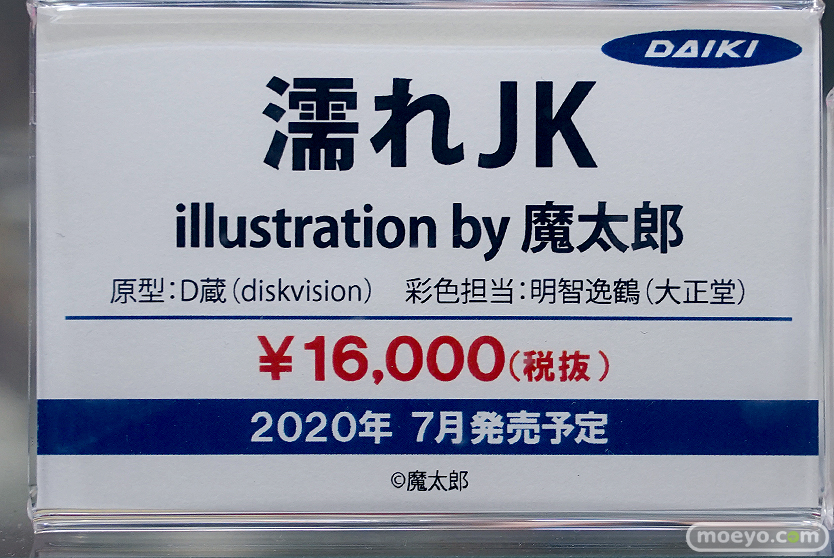 DAIKI
濡れJK
illustration by 魔太郎
原型：D蔵（diskvision） 彩色担当：明智逸鶴（大正堂）
￥16,000（税抜）
2020年 7月発売予定
©魔太郎
moeyo.com